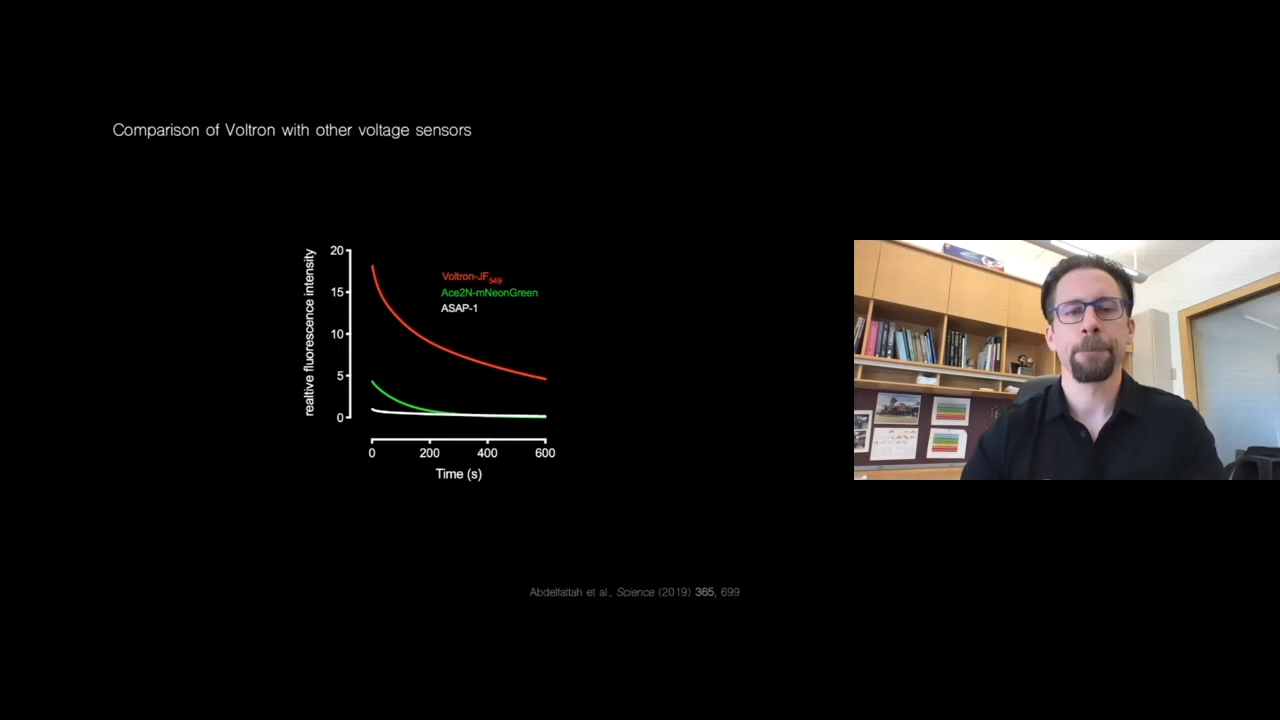 Comparison of Voltron with other voltage sensors
realtive fluorescence intensity
20
15
10
5
0
Voltron-JF549
Ace2N-mNeonGreen
ASAP-1
0 200 400 600
Time (s)
Abdelfattah et al., Science (2019) 365, 699